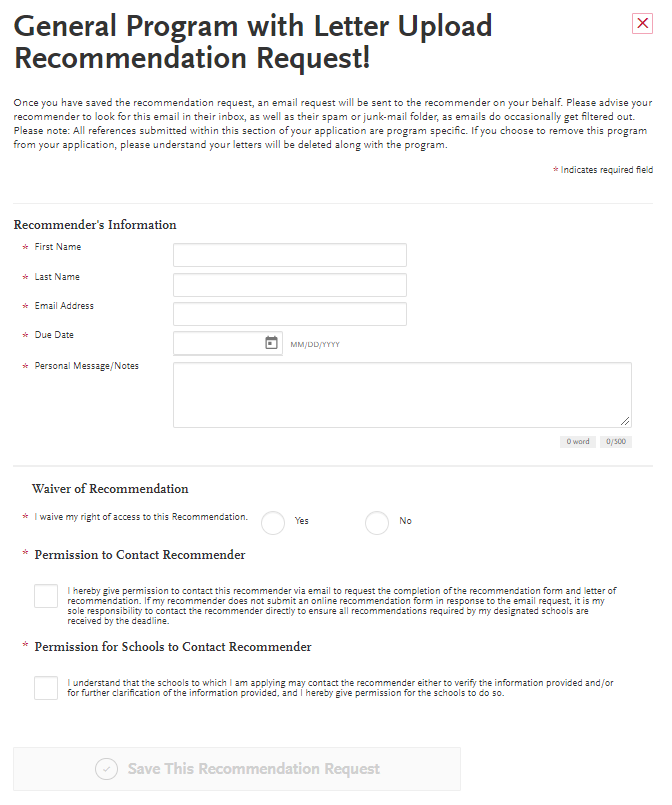 General Program with Letter Upload
Recommendation Request!
Once you have saved the recommendation request, an email request will be sent to the recommender on your behalf. Please advise your
recommender to look for this email in their inbox, as well as their spam or junk-mail folder, as emails do occasionally get filtered out.
Please note: All references submitted within this section of your application are program specific. If you choose to remove this program
from your application, please understand your letters will be deleted along with the program.
* Indicates required field
Recommender's Information
* First Name
* Last Name
* Email Address
* Due Date
MM/DD/YYYY
* Personal Message/Notes
0 word 0/500
Waiver of Recommendation
* I waive my right of access to this Recommendation. Yes No
* Permission to Contact Recommender
I hereby give permission to contact this recommender via email to request the completion of the recommendation form and letter of
recommendation. If my recommender does not submit an online recommendation form in response to the email request, it is my
sole responsibility to contact the recommender directly to ensure all recommendations required by my designated schools are
received by the deadline.
* Permission for Schools to Contact Recommender
I understand that the schools to which I am applying may contact the recommender either to verify the information provided and/or
for further clarification of the information provided, and I hereby give permission for the schools to do so.
Save This Recommendation Request